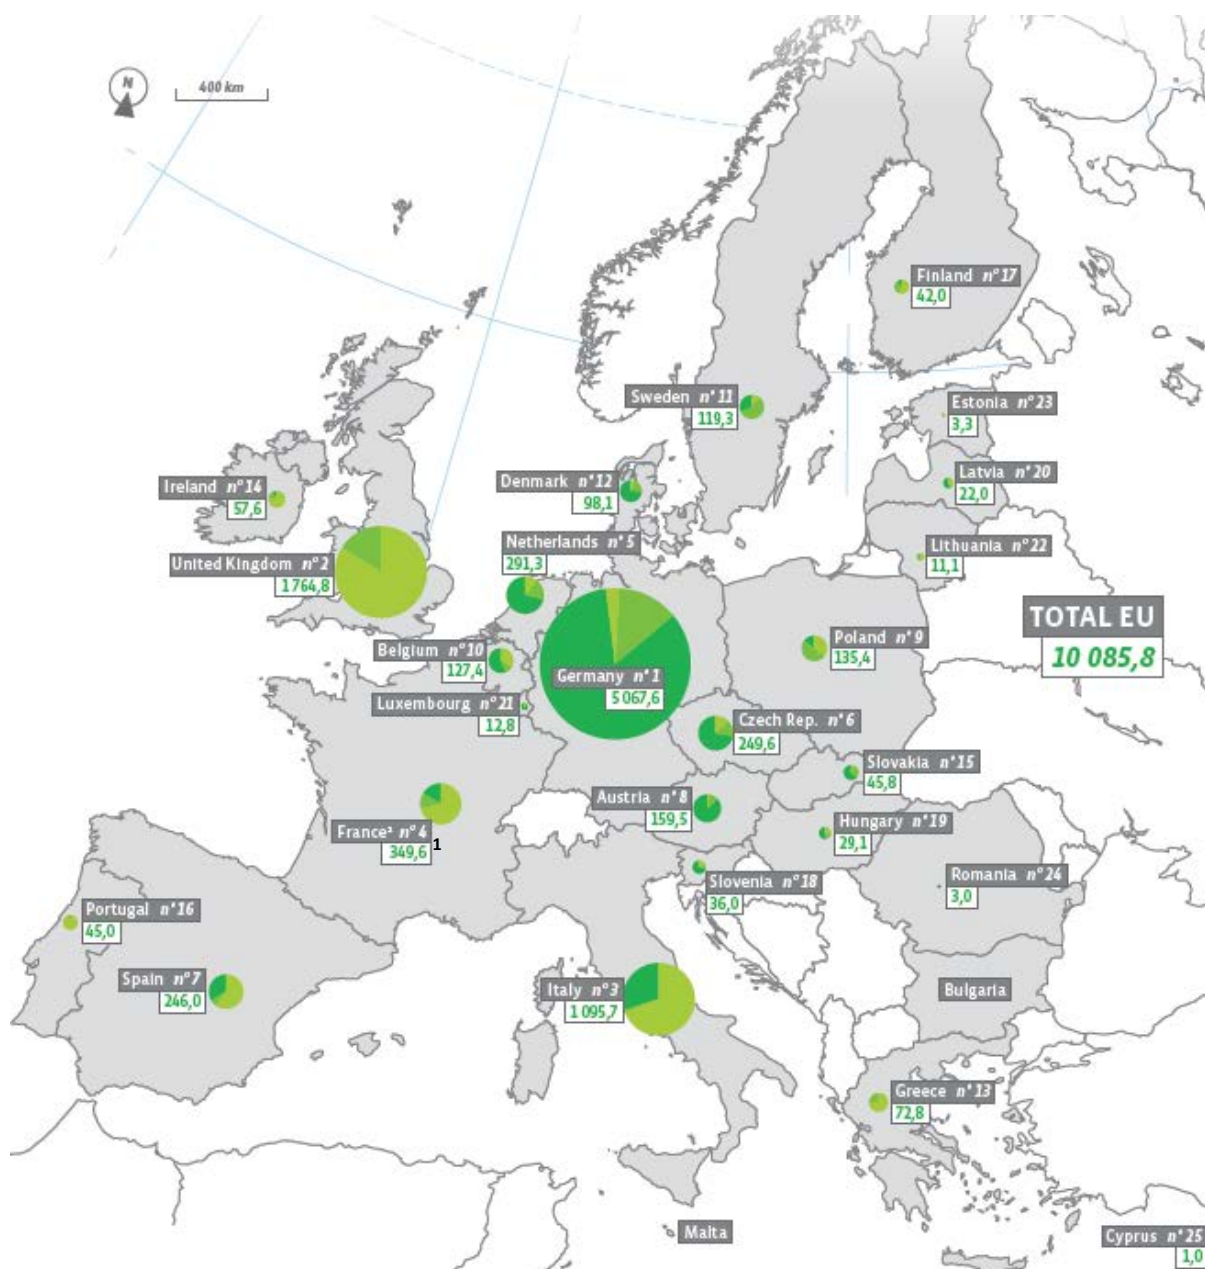 N
400 km
Finland n°17
42,0
Sweden n°11
119,3
Estonia n°23
3,3
Latvia n°20
22,0
Ireland n°14
57,6
Denmark n°12
98,1
Netherlands n°5
291,3
Lithuania n°22
11,1
United Kingdom n°2
1 764,8
TOTAL EU
10 085,8
Poland n°9
135,4
Belgium n°10
127,4
Germany n°1
5 067,6
Luxembourg n°21
12,8
Czech Rep. n°6
249,6
Slovakia n°15
45,8
Austria n°8
159,5
Hungary n°19
29,1
France² n°4
349,6 1
Slovenia n°18
36,0
Romania n°24
3,0
Portugal n°16
45,0
Spain n°7
246,0
Italy n°3
1 095,7
Bulgaria
Greece n°13
72,8
Malta
Cyprus n°25
1,0